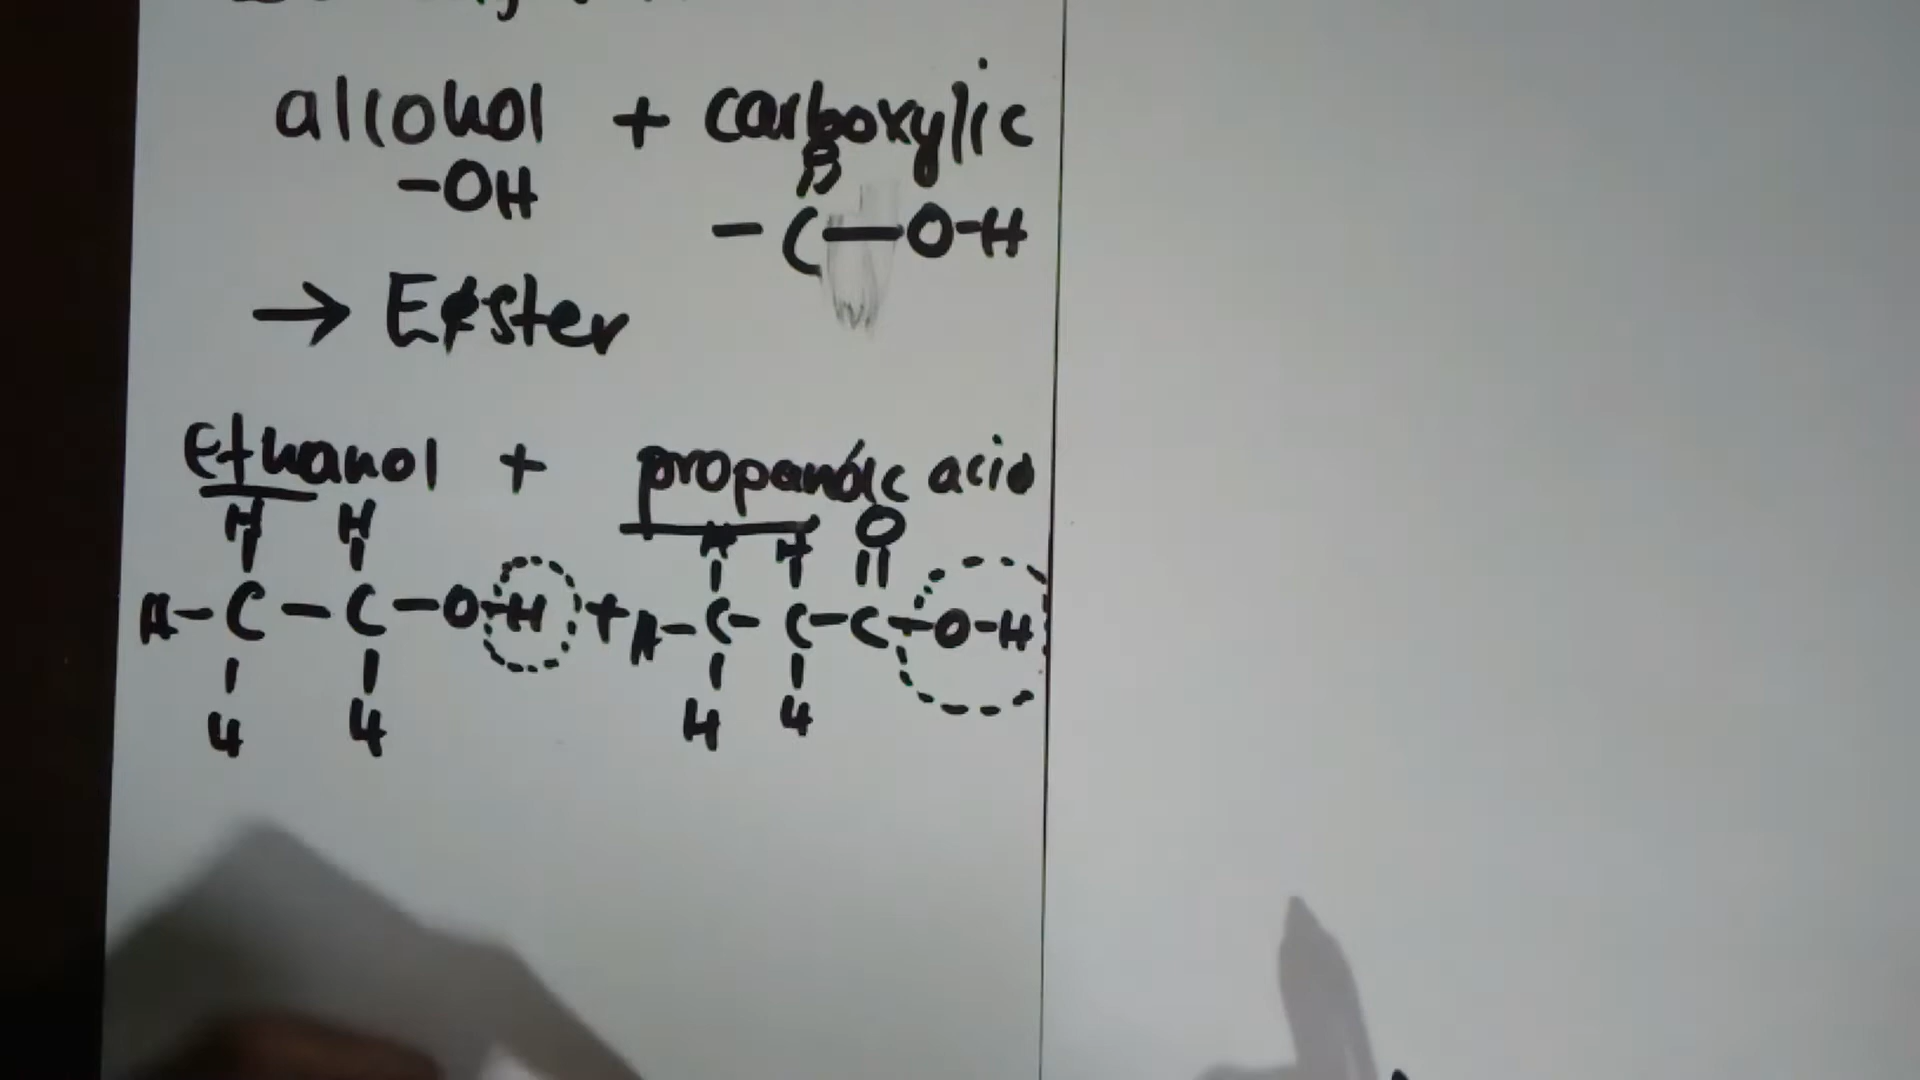 alcohol + carboxylic
-OH
O
- C — O-H
→ Ester
Ethanol + propanoic acid
H H H H O
H - C - C - O - H + H - C - C - C - O - H
H H H H